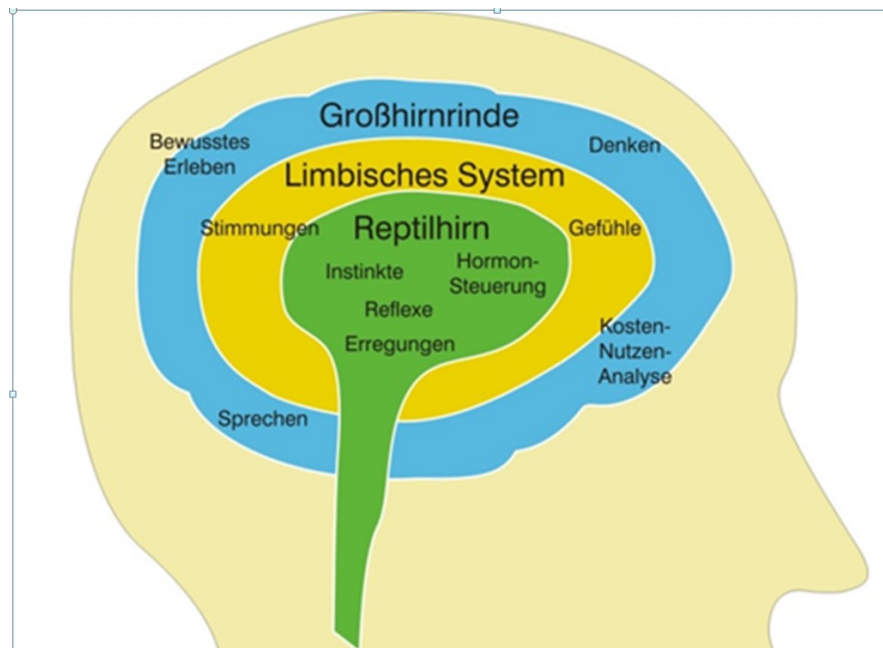 Großhirnrinde
Bewusstes
Erleben
Denken
Limbisches System
Stimmungen
Reptilhirn
Gefühle
Instinkte
Hormon-
Steuerung
Reflexe
Erregungen
Kosten-
Nutzen-
Analyse
Sprechen